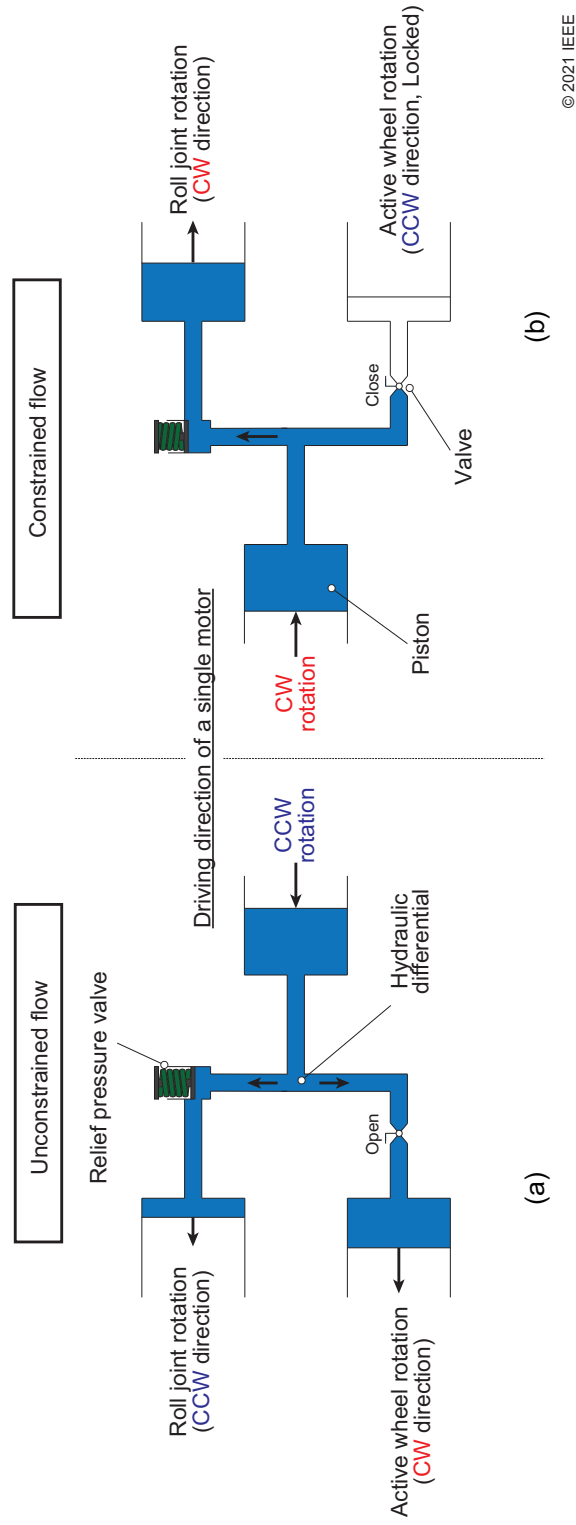 Unconstrained flow
Constrained flow
Relief pressure valve
Roll joint rotation
(CCW direction)
Driving direction of a single motor
CCW
rotation
Hydraulic
differential
Open
Active wheel rotation
(CW direction)
(a)
Roll joint rotation
(CW direction)
CW
rotation
Piston
Close
Valve
Active wheel rotation
(CCW direction, Locked)
(b)
© 2021 IEEE